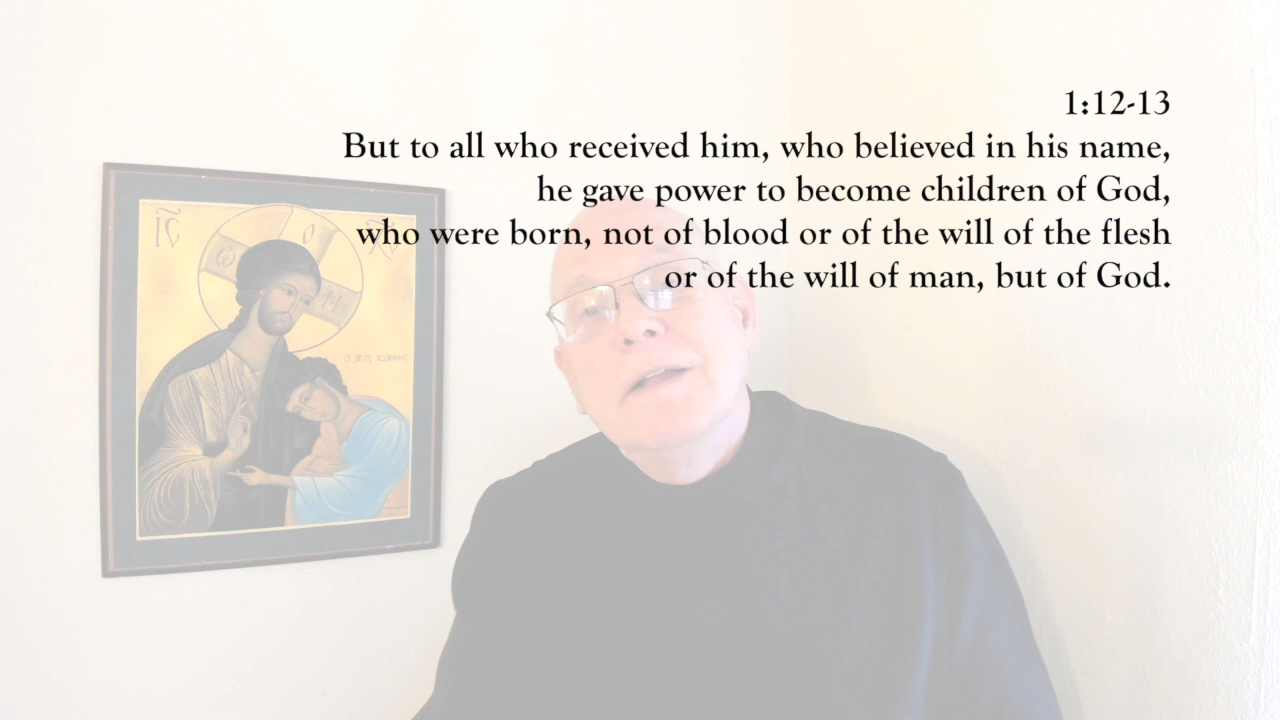 1:12-13
But to all who received him, who believed in his name,
he gave power to become children of God,
who were born, not of blood or of the will of the flesh
or of the will of man, but of God.
IC
ω Ο